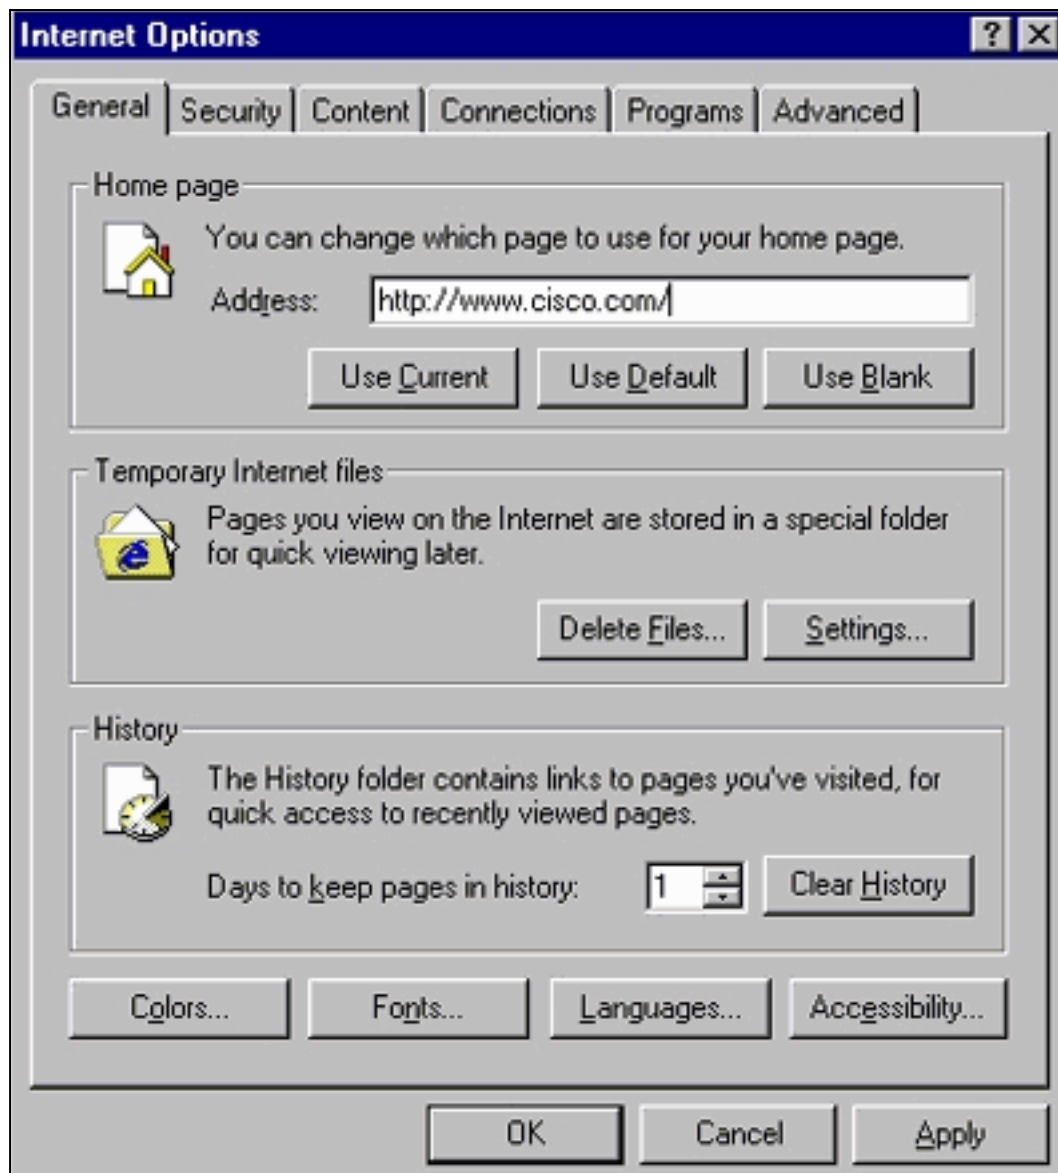 Internet Options
General Security Content Connections Programs Advanced
Home page
You can change which page to use for your home page.
Address: http://www.cisco.com/
Use Current Use Default Use Blank
Temporary Internet files
Pages you view on the Internet are stored in a special folder
for quick viewing later.
Delete Files... Settings...
History
The History folder contains links to pages you've visited, for
quick access to recently viewed pages.
Days to keep pages in history: 1 Clear History
Colors... Fonts... Languages... Accessibility...
OK Cancel Apply